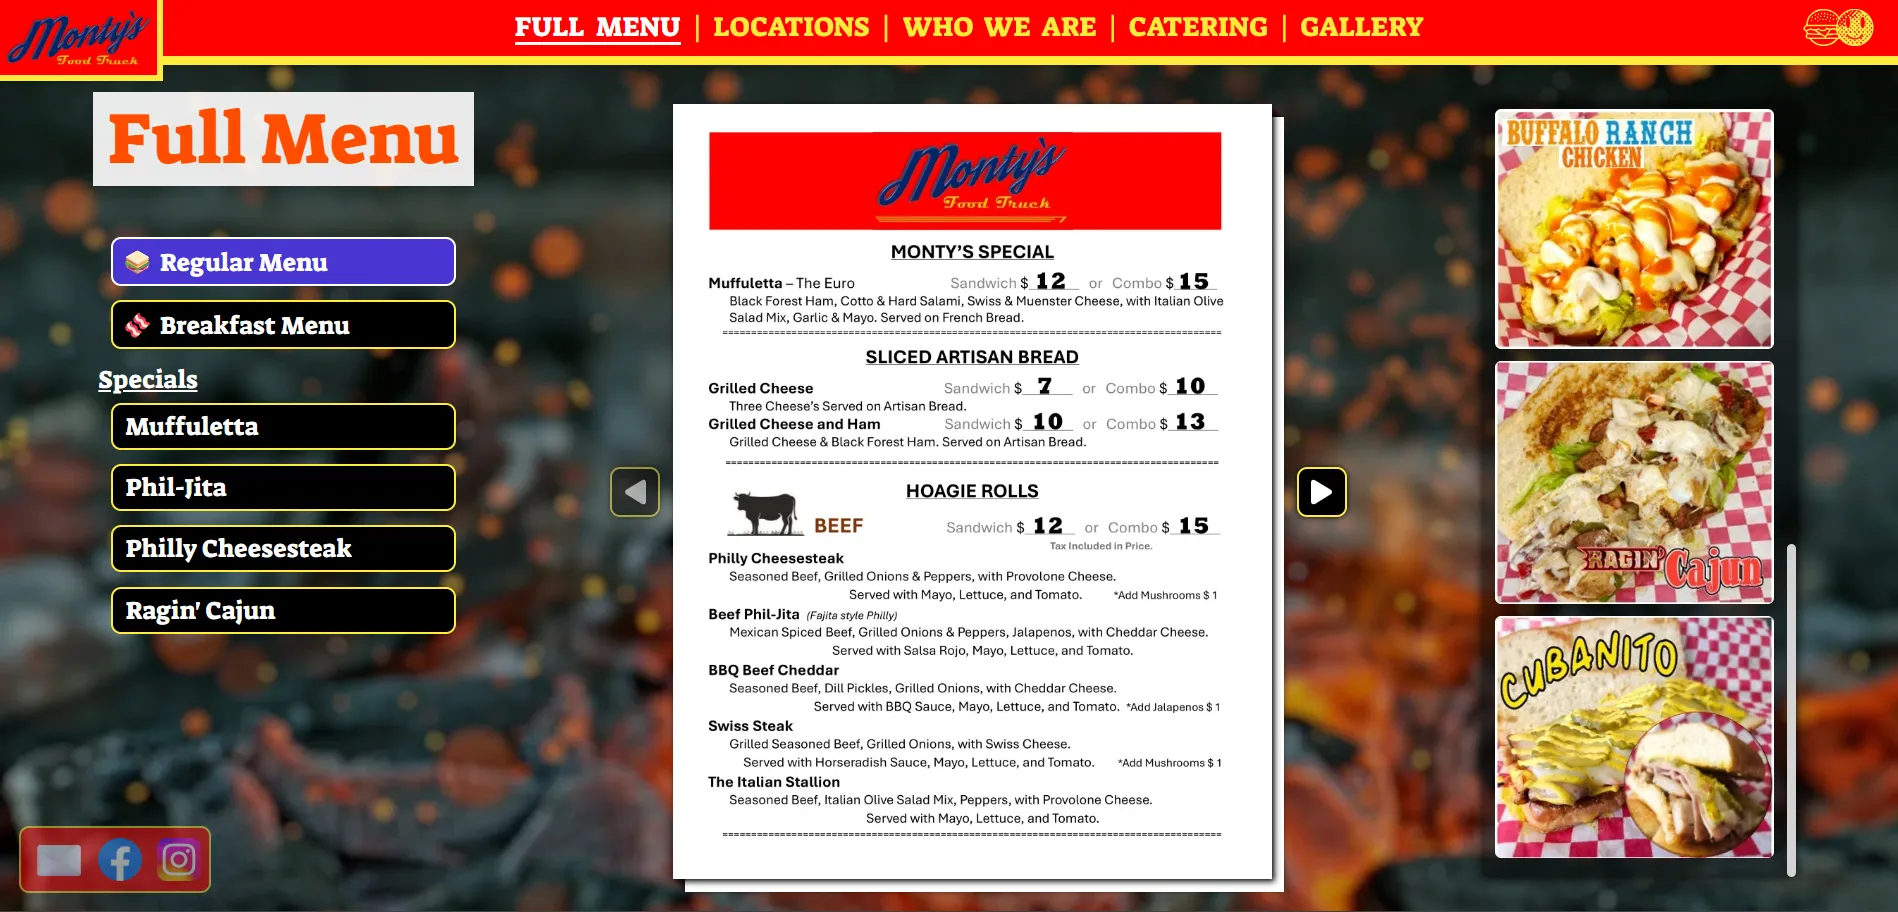 Monty's
Food Truck
FULL MENU | LOCATIONS | WHO WE ARE | CATERING | GALLERY
Full Menu
Regular Menu
Breakfast Menu
Specials
Muffuletta
Phil-Jita
Philly Cheesesteak
Ragin' Cajun
Monty's
Food Truck
MONTY'S SPECIAL
Muffuletta – The Euro Sandwich $ 12 or Combo $ 15
Black Forest Ham, Cotto & Hard Salami, Swiss & Muenster Cheese, with Italian Olive
Salad Mix, Garlic & Mayo. Served on French Bread.
SLICED ARTISAN BREAD
Grilled Cheese Sandwich $ 7 or Combo $ 10
Three Cheese's Served on Artisan Bread.
Grilled Cheese and Ham Sandwich $ 10 or Combo $ 13
Grilled Cheese & Black Forest Ham. Served on Artisan Bread.
HOAGIE ROLLS
BEEF Sandwich $ 12 or Combo $ 15
Tax Included in Price.
Philly Cheesesteak
Seasoned Beef, Grilled Onions & Peppers, with Provolone Cheese.
Served with Mayo, Lettuce, and Tomato. *Add Mushrooms $ 1
Beef Phil-Jita (Fajita style Philly)
Mexican Spiced Beef, Grilled Onions & Peppers, Jalapenos, with Cheddar Cheese.
Served with Salsa Rojo, Mayo, Lettuce, and Tomato.
BBQ Beef Cheddar
Seasoned Beef, Dill Pickles, Grilled Onions, with Cheddar Cheese.
Served with BBQ Sauce, Mayo, Lettuce, and Tomato. *Add Jalapenos $ 1
Swiss Steak
Grilled Seasoned Beef, Grilled Onions, with Swiss Cheese.
Served with Horseradish Sauce, Mayo, Lettuce, and Tomato. *Add Mushrooms $ 1
The Italian Stallion
Seasoned Beef, Italian Olive Salad Mix, Peppers, with Provolone Cheese.
Served with Mayo, Lettuce, and Tomato.
BUFFALO RANCH
CHICKEN
RAGIN' Cajun
CUBANITO